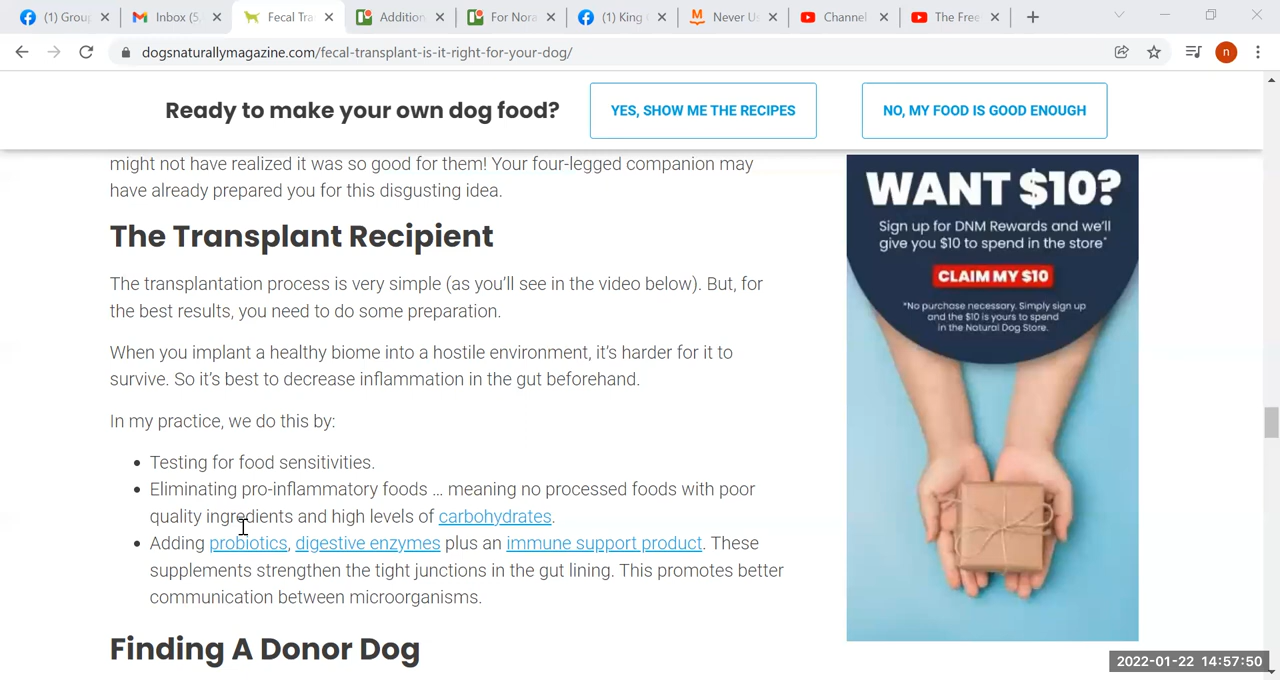 (1) Group
Inbox (5,
Fecal Tra
Addition
For Nora
(1) King
Never U
Channel
The Free
dogsnaturallymagazine.com/fecal-transplant-is-it-right-for-your-dog/
n
Ready to make your own dog food?
YES, SHOW ME THE RECIPES
NO, MY FOOD IS GOOD ENOUGH
might not have realized it was so good for them! Your four-legged companion may
have already prepared you for this disgusting idea.
The Transplant Recipient
The transplantation process is very simple (as you'll see in the video below). But, for
the best results, you need to do some preparation.
When you implant a healthy biome into a hostile environment, it's harder for it to
survive. So it's best to decrease inflammation in the gut beforehand.
In my practice, we do this by:
• Testing for food sensitivities.
• Eliminating pro-inflammatory foods … meaning no processed foods with poor
quality ingredients and high levels of carbohydrates.
• Adding probiotics, digestive enzymes plus an immune support product. These
supplements strengthen the tight junctions in the gut lining. This promotes better
communication between microorganisms.
Finding A Donor Dog
WANT $10?
Sign up for DNM Rewards and we'll
give you $10 to spend in the store*
CLAIM MY $10
*No purchase necessary. Simply sign up
and the $10 is yours to spend
in the Natural Dog Store.
2022-01-22 14:57:50